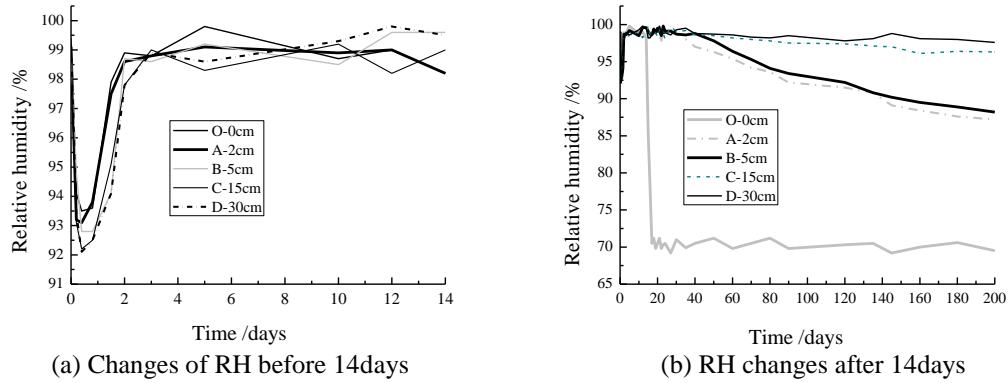 100
99
98
97
96
95
94
93
92
91
Relative humidity /%
O-0cm
A-2cm
B-5cm
C-15cm
D-30cm
0 2 4 6 8 10 12 14
Time /days
(a) Changes of RH before 14days
100
95
90
85
80
75
70
65
Relative humidity /%
O-0cm
A-2cm
B-5cm
C-15cm
D-30cm
0 20 40 60 80 100 120 140 160 180 200
Time /days
(b) RH changes after 14days